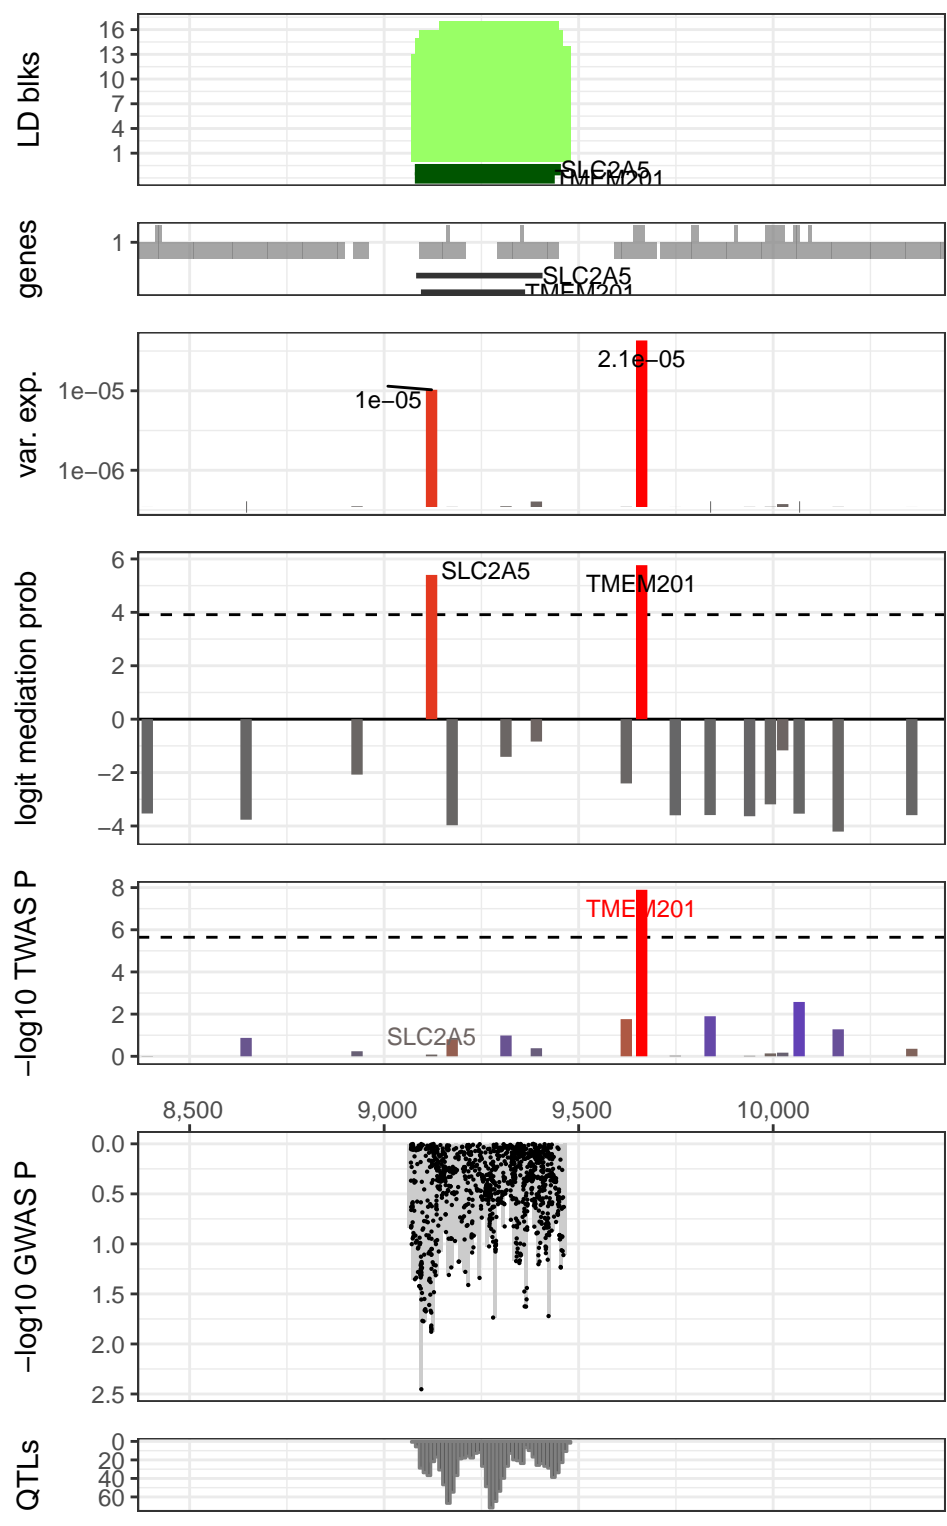 LD blks
16
13
10
7
4
1
SLC2A5
TMEM201
genes
1
SLC2A5
TMEM201
var. exp.
1e−05
1e−06
1e−05
2.1e−05
logit mediation prob
6
4
2
0
−2
−4
SLC2A5
TMEM201
−log10 TWAS P
8
6
4
2
0
TMEM201
SLC2A5
8,500
9,000
9,500
10,000
−log10 GWAS P
0.0
0.5
1.0
1.5
2.0
2.5
QTLs
0
20
40
60